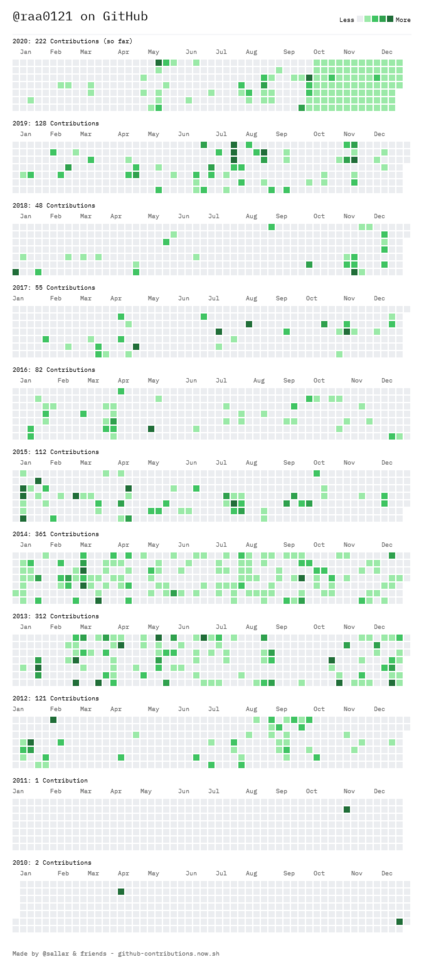 @raa0121 on GitHub
Less More
2020: 222 Contributions (so far)
Jan Feb Mar Apr May Jun Jul Aug Sep Oct Nov Dec
2019: 128 Contributions
Jan Feb Mar Apr May Jun Jul Aug Sep Oct Nov Dec
2018: 48 Contributions
Jan Feb Mar Apr May Jun Jul Aug Sep Oct Nov Dec
2017: 55 Contributions
Jan Feb Mar Apr May Jun Jul Aug Sep Oct Nov Dec
2016: 82 Contributions
Jan Feb Mar Apr May Jun Jul Aug Sep Oct Nov Dec
2015: 112 Contributions
Jan Feb Mar Apr May Jun Jul Aug Sep Oct Nov Dec
2014: 361 Contributions
Jan Feb Mar Apr May Jun Jul Aug Sep Oct Nov Dec
2013: 312 Contributions
Jan Feb Mar Apr May Jun Jul Aug Sep Oct Nov Dec
2012: 121 Contributions
Jan Feb Mar Apr May Jun Jul Aug Sep Oct Nov Dec
2011: 1 Contribution
Jan Feb Mar Apr May Jun Jul Aug Sep Oct Nov Dec
2010: 2 Contributions
Jan Feb Mar Apr May Jun Jul Aug Sep Oct Nov Dec
Made by @sallar & friends - github-contributions.now.sh